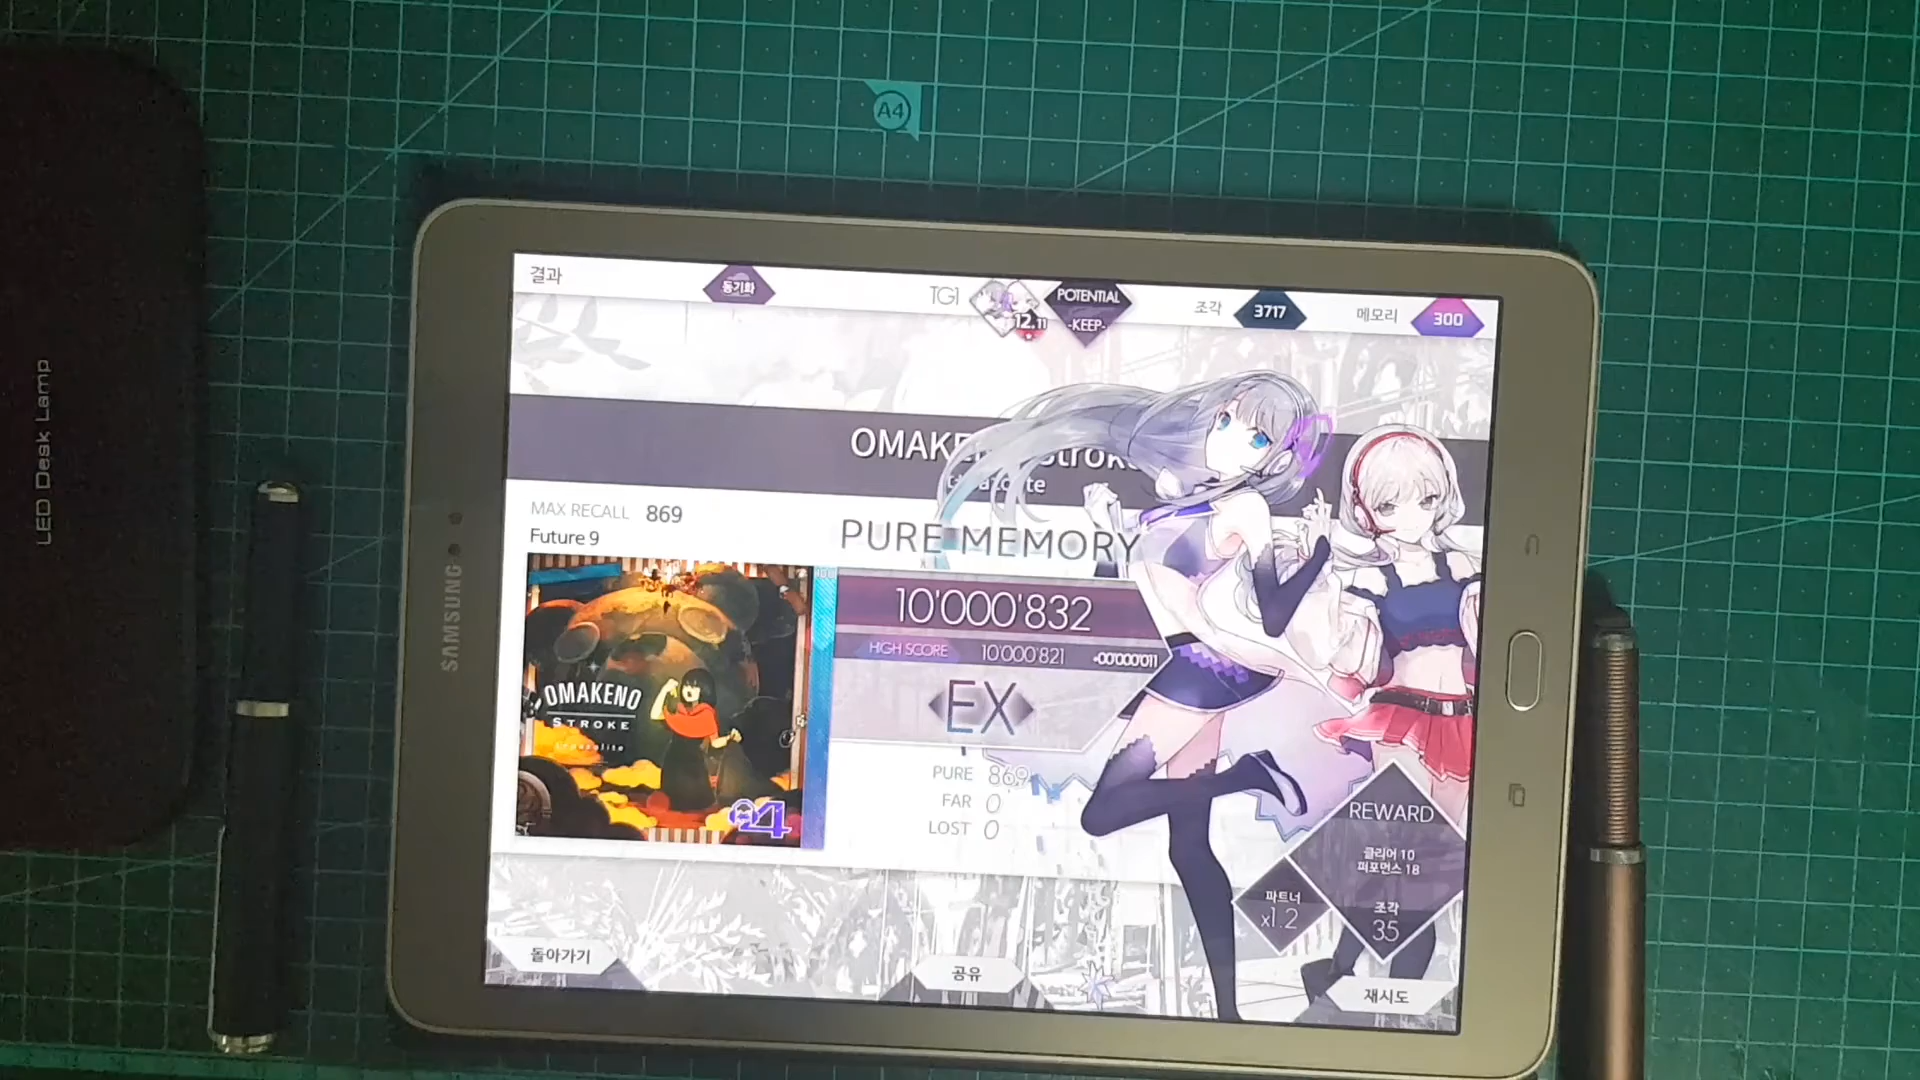 A4
LED Desk Lamp
SAMSUNG
결과
동기화
TG1
12.11
POTENTIAL
-KEEP-
조각 3717
메모리 300
MAX RECALL 869
Future 9
PURE MEMORY
10'000'832
HIGH SCORE 10'000'821 +00'000'011
EX
OMAKENO
STROKE
PURE 869
FAR 0
LOST 0
REWARD
클리어 10
퍼포먼스 18
파트너
x1.2
조각
35
돌아가기
공유
재시도